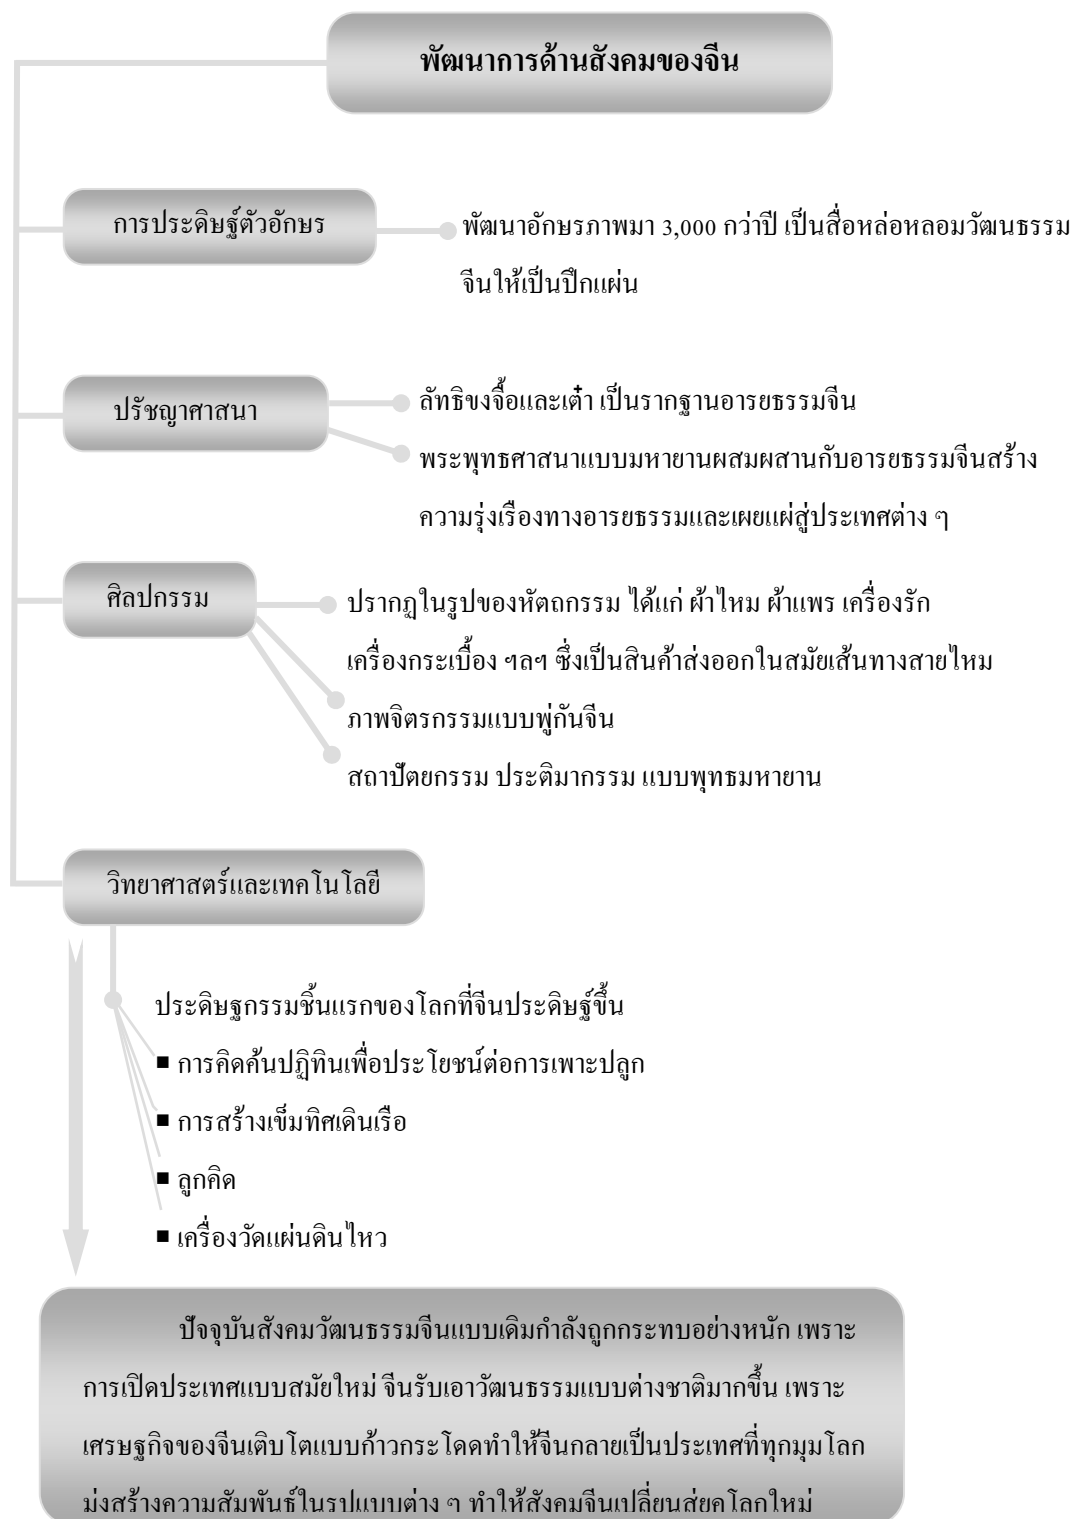 พัฒนาการด้านสังคมของจีน
การประดิษฐ์ตัวอักษร
พัฒนาอักษรภาพมา 3,000 กว่าปี เป็นสื่อหล่อหลอมวัฒนธรรม
จีนให้เป็นปึกแผ่น
ปรัชญาศาสนา
ลัทธิขงจื้อและเต๋า เป็นรากฐานอารยธรรมจีน
พระพุทธศาสนาแบบมหายานผสมผสานกับอารยธรรมจีนสร้าง
ความรุ่งเรืองทางอารยธรรมและเผยแผ่สู่ประเทศต่าง ๆ
ศิลปกรรม
ปรากฏในรูปของหัตถกรรม ได้แก่ ผ้าไหม ผ้าแพร เครื่องรัก
เครื่องกระเบื้อง ฯลฯ ซึ่งเป็นสินค้าส่งออกในสมัยเส้นทางสายไหม
ภาพจิตรกรรมแบบพู่กันจีน
สถาปัตยกรรม ประติมากรรม แบบพุทธมหายาน
วิทยาศาสตร์และเทคโนโลยี
ประดิษฐกรรมชิ้นแรกของโลกที่จีนประดิษฐ์ขึ้น
■ การคิดค้นปฏิทินเพื่อประโยชน์ต่อการเพาะปลูก
■ การสร้างเข็มทิศเดินเรือ
■ ลูกคิด
■ เครื่องวัดแผ่นดินไหว
ปัจจุบันสังคมวัฒนธรรมจีนแบบเดิมกำลังถูกกระทบอย่างหนัก เพราะ
การเปิดประเทศแบบสมัยใหม่ จีนรับเอาวัฒนธรรมแบบต่างชาติมากขึ้น เพราะ
เศรษฐกิจของจีนเติบโตแบบก้าวกระโดดทำให้จีนกลายเป็นประเทศที่ทุกมุมโลก
มุ่งสร้างความสัมพันธ์ในรูปแบบต่าง ๆ ทำให้สังคมจีนเปลี่ยนสู่ยุคโลกใหม่